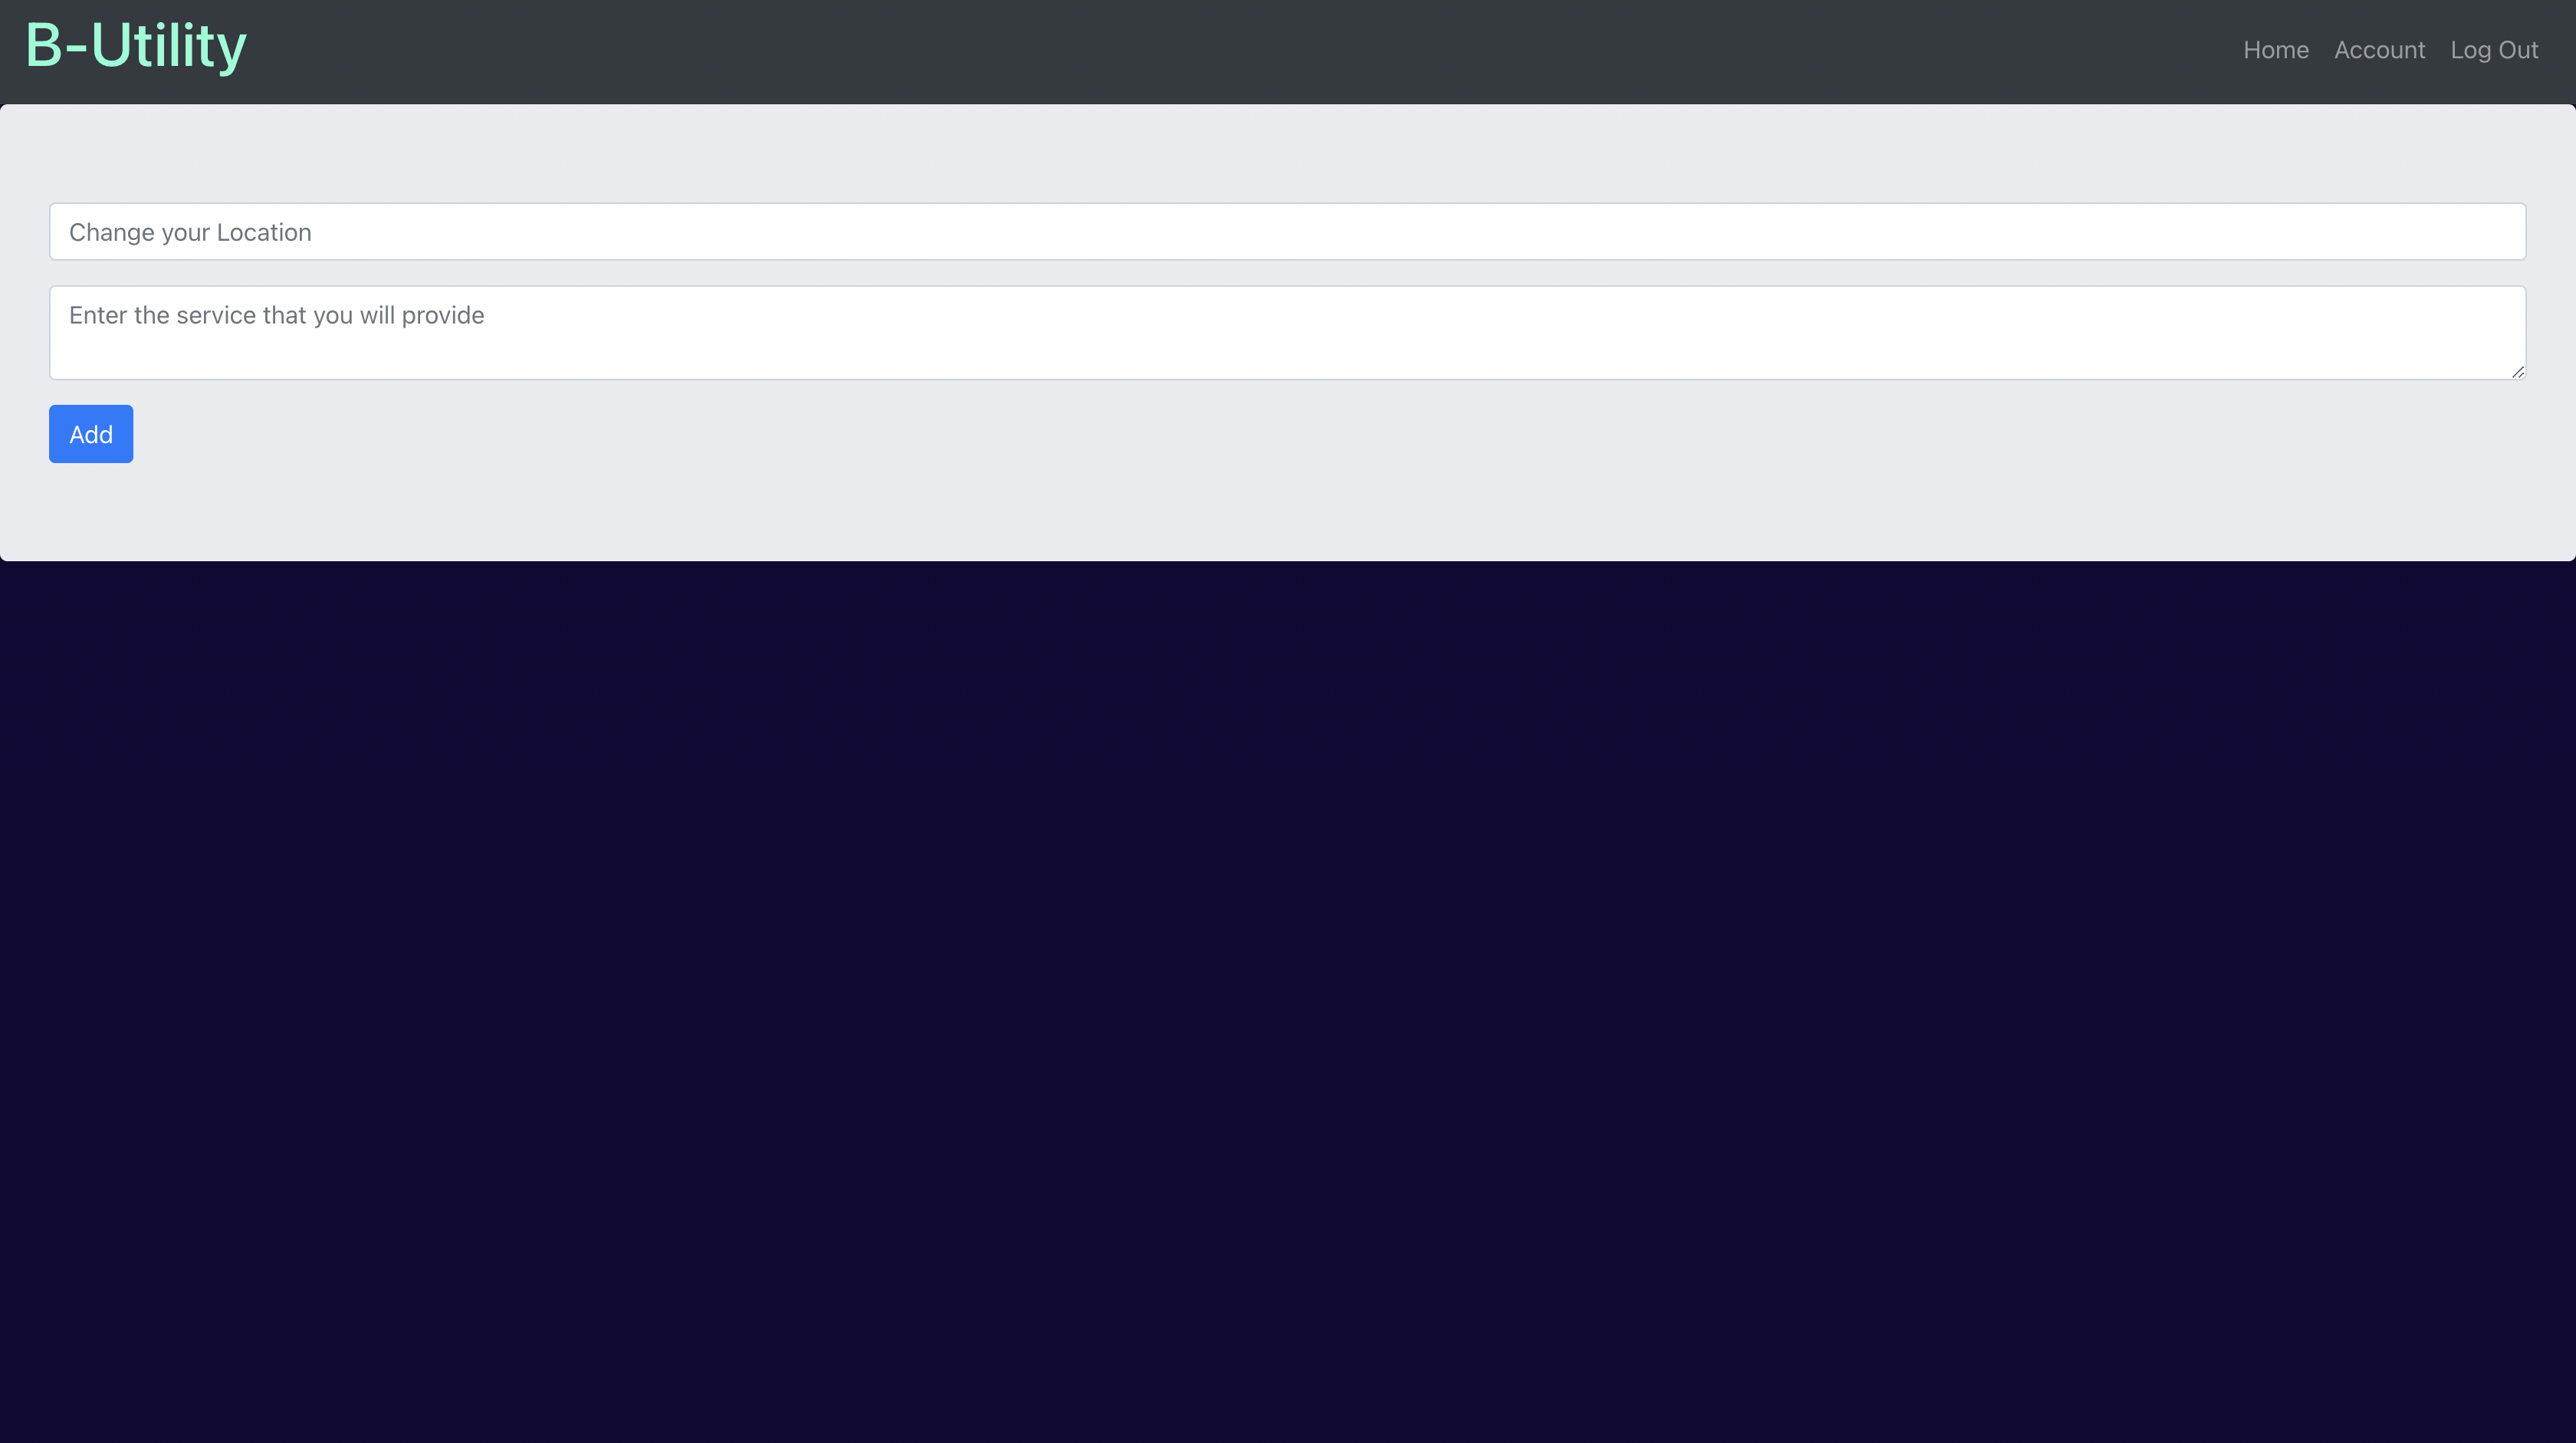 B-Utility
Home Account Log Out
Change your Location
Enter the service that you will provide
Add